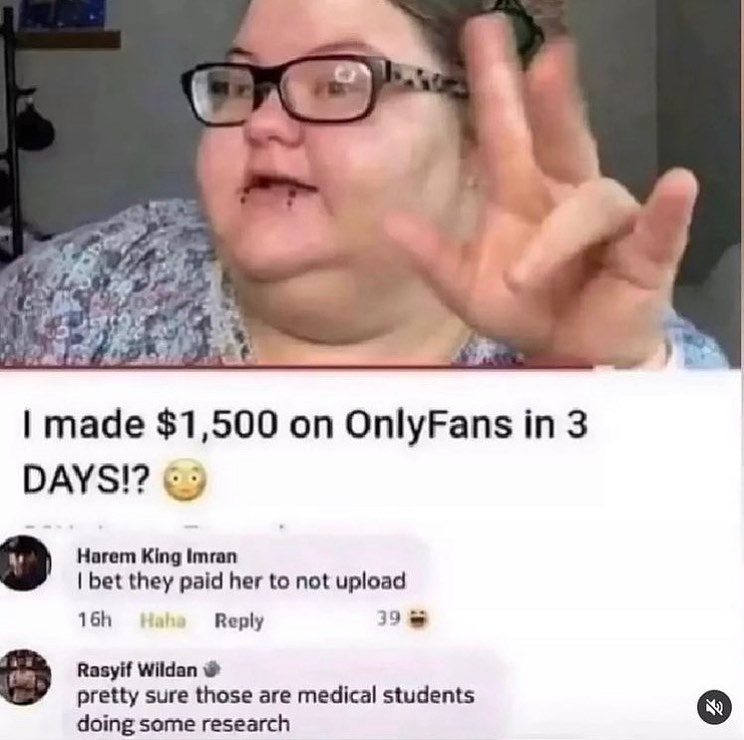 I made $1,500 on OnlyFans in 3
DAYS!? 😳
Harem King Imran
I bet they paid her to not upload
16h Haha Reply 39 😆
Rasyif Wildan
pretty sure those are medical students
doing some research